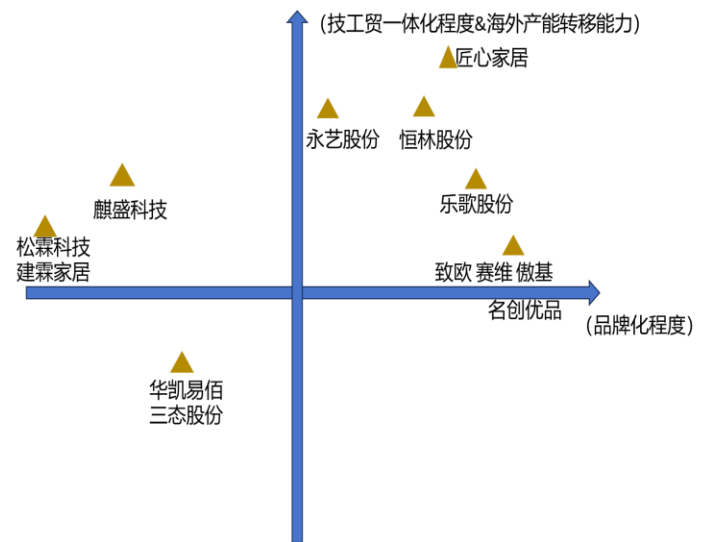 （技工贸一体化程度&海外产能转移能力）
匠心家居
永艺股份
恒林股份
麒盛科技
乐歌股份
松霖科技
建霖家居
致欧 赛维 傲基
名创优品
（品牌化程度）
华凯易佰
三态股份